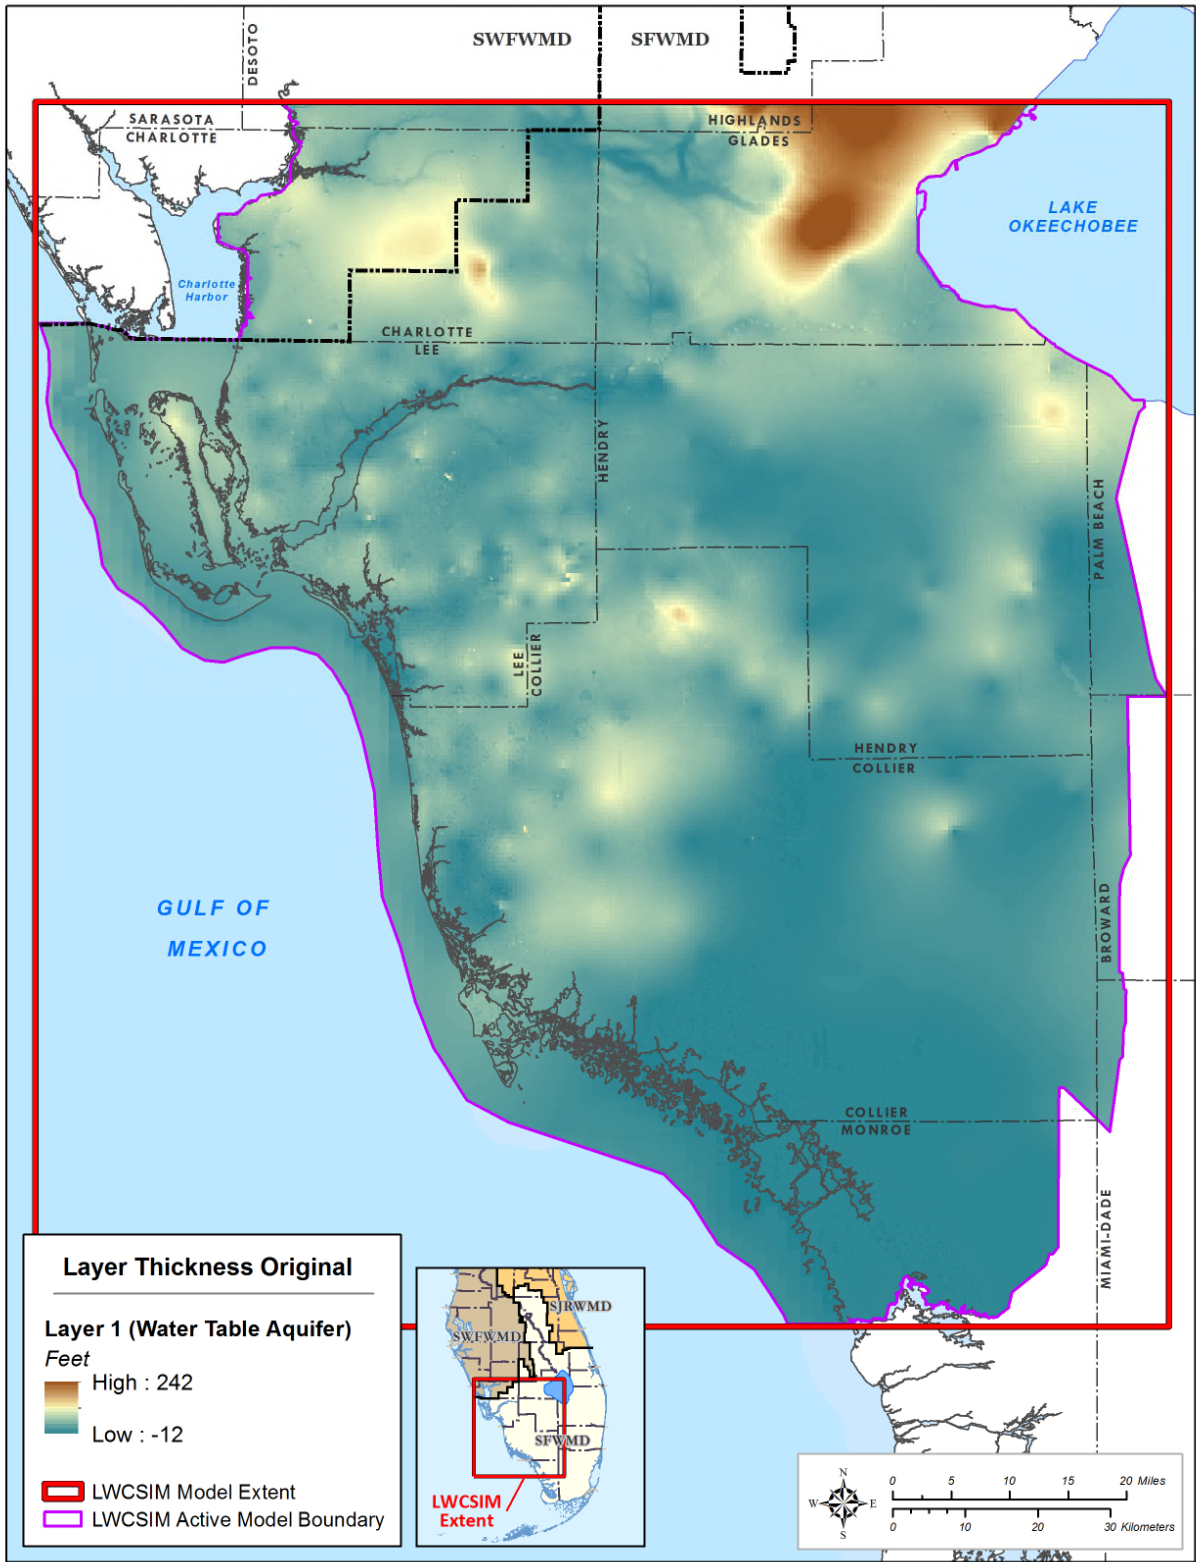 DESOTO
SWFWMD
SFWMD
SARASOTA
CHARLOTTE
HIGHLANDS
GLADES
LAKE
OKEECHOBEE
Charlotte
Harbor
CHARLOTTE
LEE
HENDRY
PALM BEACH
LEE
COLLIER
HENDRY
COLLIER
GULF OF
MEXICO
BROWARD
COLLIER
MONROE
MIAMI-DADE
Layer Thickness Original
Layer 1 (Water Table Aquifer)
Feet
High : 242
Low : -12
LWCSIM Model Extent
LWCSIM Active Model Boundary
SJRWMD
SWFWMD
SFWMD
LWCSIM
Extent
N
W E
S
0 5 10 15 20 Miles
0 10 20 30 Kilometers